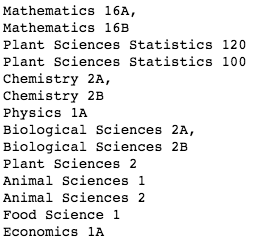 Mathematics 16A,
Mathematics 16B
Plant Sciences Statistics 120
Plant Sciences Statistics 100
Chemistry 2A,
Chemistry 2B
Physics 1A
Biological Sciences 2A,
Biological Sciences 2B
Plant Sciences 2
Animal Sciences 1
Animal Sciences 2
Food Science 1
Economics 1A